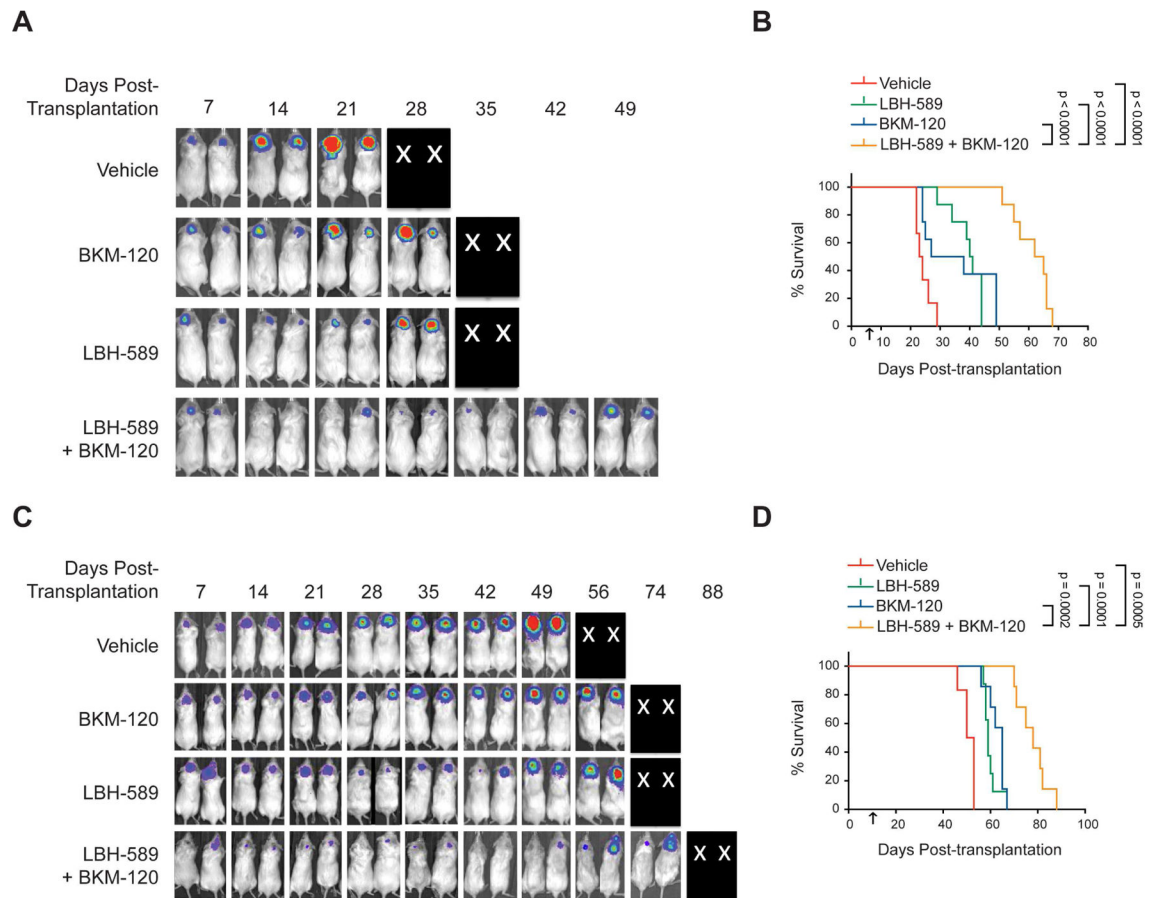 A
Days Post-
Transplantation
7 14 21 28 35 42 49
Vehicle
X X
BKM-120
X X
LBH-589
X X
LBH-589
+ BKM-120
B
Vehicle
LBH-589
BKM-120
LBH-589 + BKM-120
p < 0.0001
p < 0.0001
p < 0.0001
% Survival
100
80
60
40
20
0
0 10 20 30 40 50 60 70 80
Days Post-transplantation
C
Days Post-
Transplantation
7 14 21 28 35 42 49 56 74 88
Vehicle
X X
BKM-120
X X
LBH-589
X X
LBH-589
+ BKM-120
X X
D
Vehicle
LBH-589
BKM-120
LBH-589 + BKM-120
p = 0.0002
p = 0.0001
p = 0.0005
% Survival
100
80
60
40
20
0
0 20 40 60 80 100
Days Post-transplantation